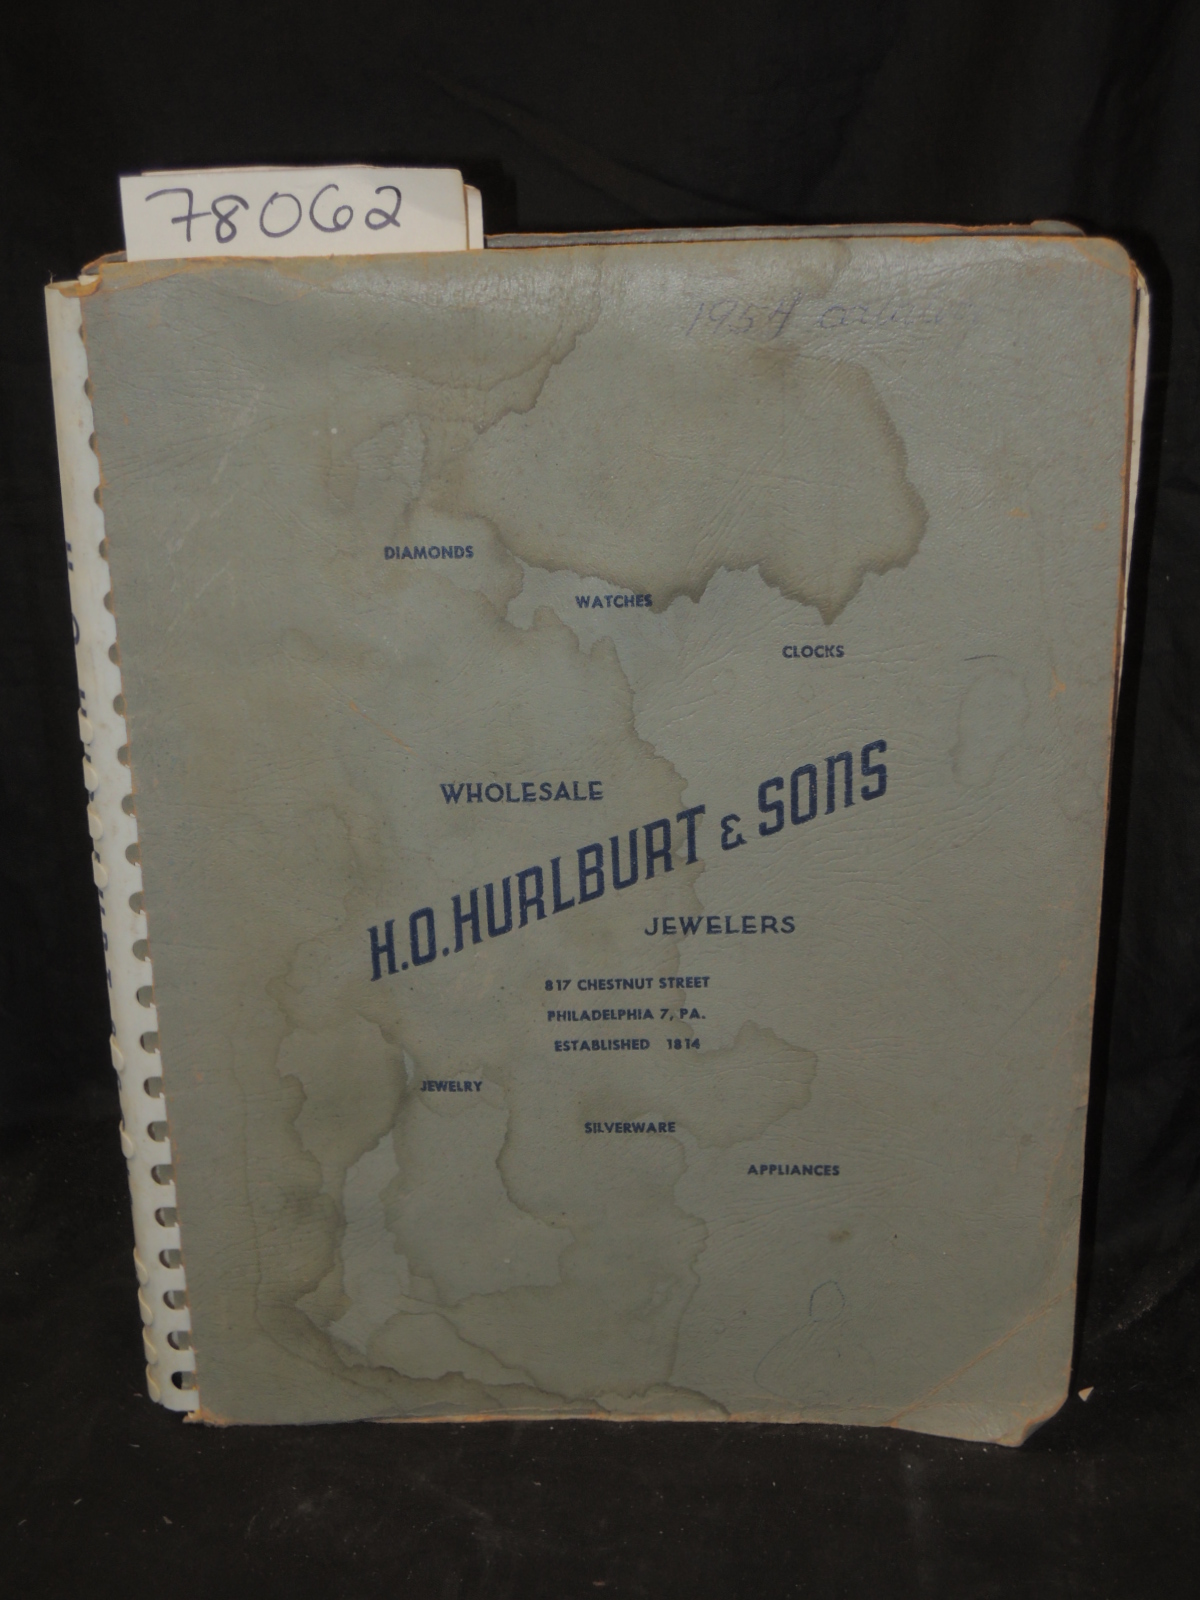 78062
1954
DIAMONDS
WATCHES
CLOCKS
WHOLESALE
H.O.HURLBURT & SONS
JEWELERS
817 CHESTNUT STREET
PHILADELPHIA 7, PA.
ESTABLISHED 1814
JEWELRY
SILVERWARE
APPLIANCES